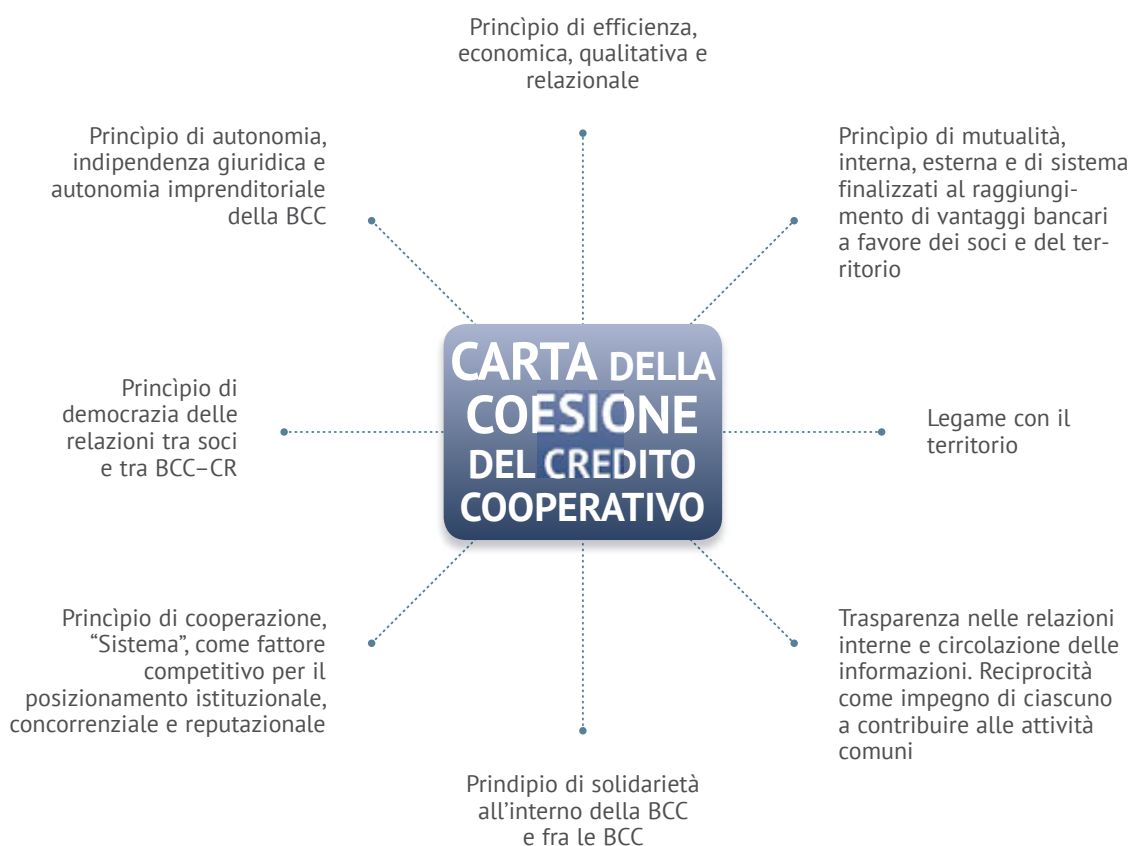 Princìpio di efficienza,
economica, qualitativa e
relazionale
Princìpio di autonomia,
indipendenza giuridica e
autonomia imprenditoriale
della BCC
Princìpio di mutualità,
interna, esterna e di sistema
finalizzati al raggiungi-
mento di vantaggi bancari
a favore dei soci e del ter-
ritorio
CARTA DELLA
COESIONE
DEL CREDITO
COOPERATIVO
Princìpio di
democrazia delle
relazioni tra soci
e tra BCC–CR
Legame con il
territorio
Princìpio di cooperazione,
“Sistema”, come fattore
competitivo per il
posizionamento istituzionale,
concorrenziale e reputazionale
Trasparenza nelle relazioni
interne e circolazione delle
informazioni. Reciprocità
come impegno di ciascuno
a contribuire alle attività
comuni
Prindipio di solidarietà
all’interno della BCC
e fra le BCC